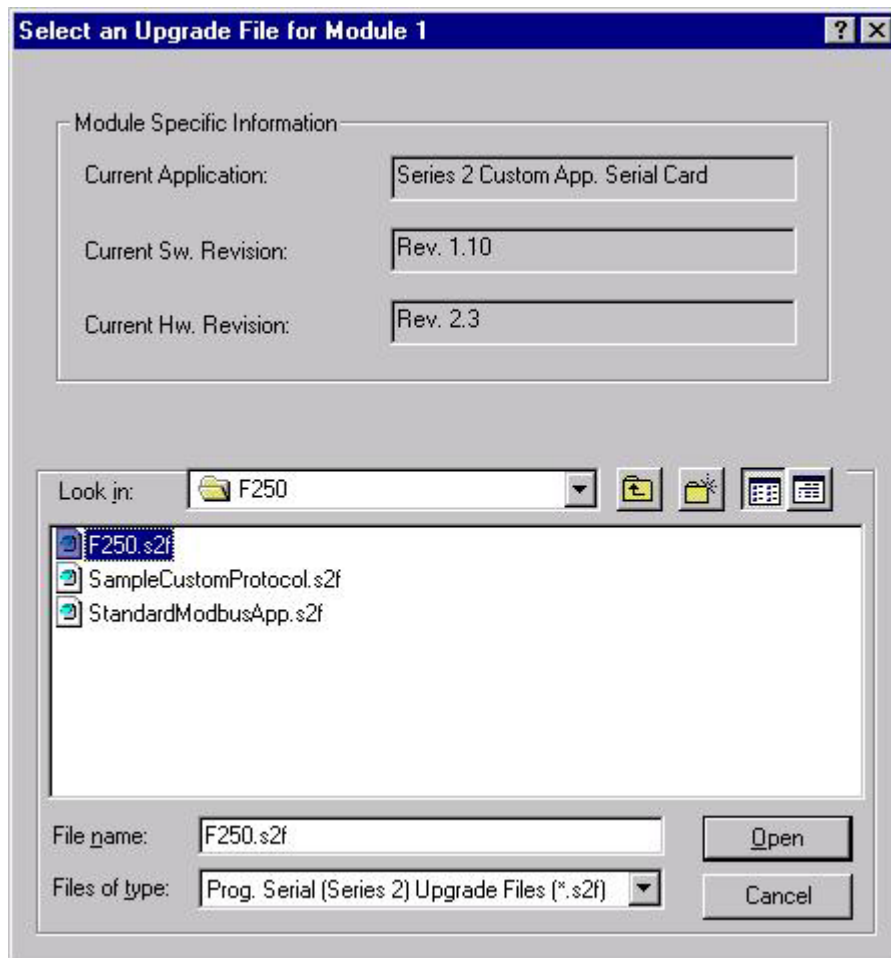 Select an Upgrade File for Module 1
Module Specific Information
Current Application: Series 2 Custom App. Serial Card
Current Sw. Revision: Rev. 1.10
Current Hw. Revision: Rev. 2.3
Look in: F250
F250.s2f
SampleCustomProtocol.s2f
StandardModbusApp.s2f
File name: F250.s2f Open
Files of type: Prog. Serial (Series 2) Upgrade Files (*.s2f) Cancel